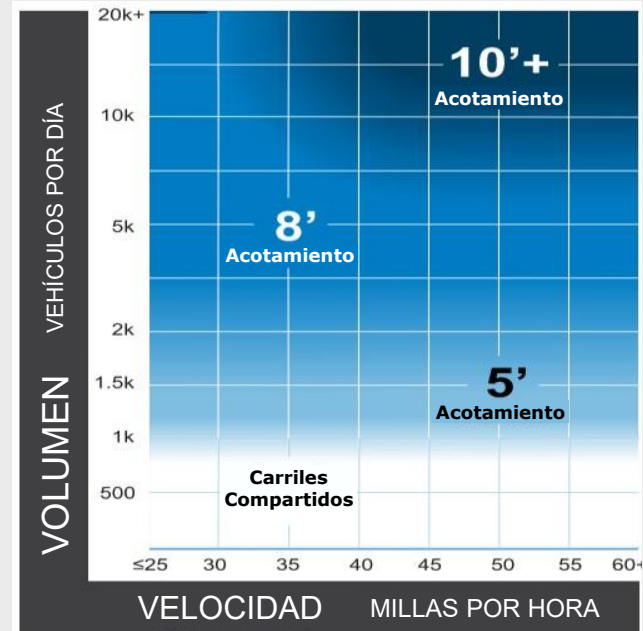 20k+
10k
5k
2k
1.5k
1k
500
VOLUMEN VEHÍCULOS POR DÍA
10’+
Acotamiento
8’
Acotamiento
5’
Acotamiento
Carriles
Compartidos
≤25 30 35 40 45 50 55 60+
VELOCIDAD MILLAS POR HORA